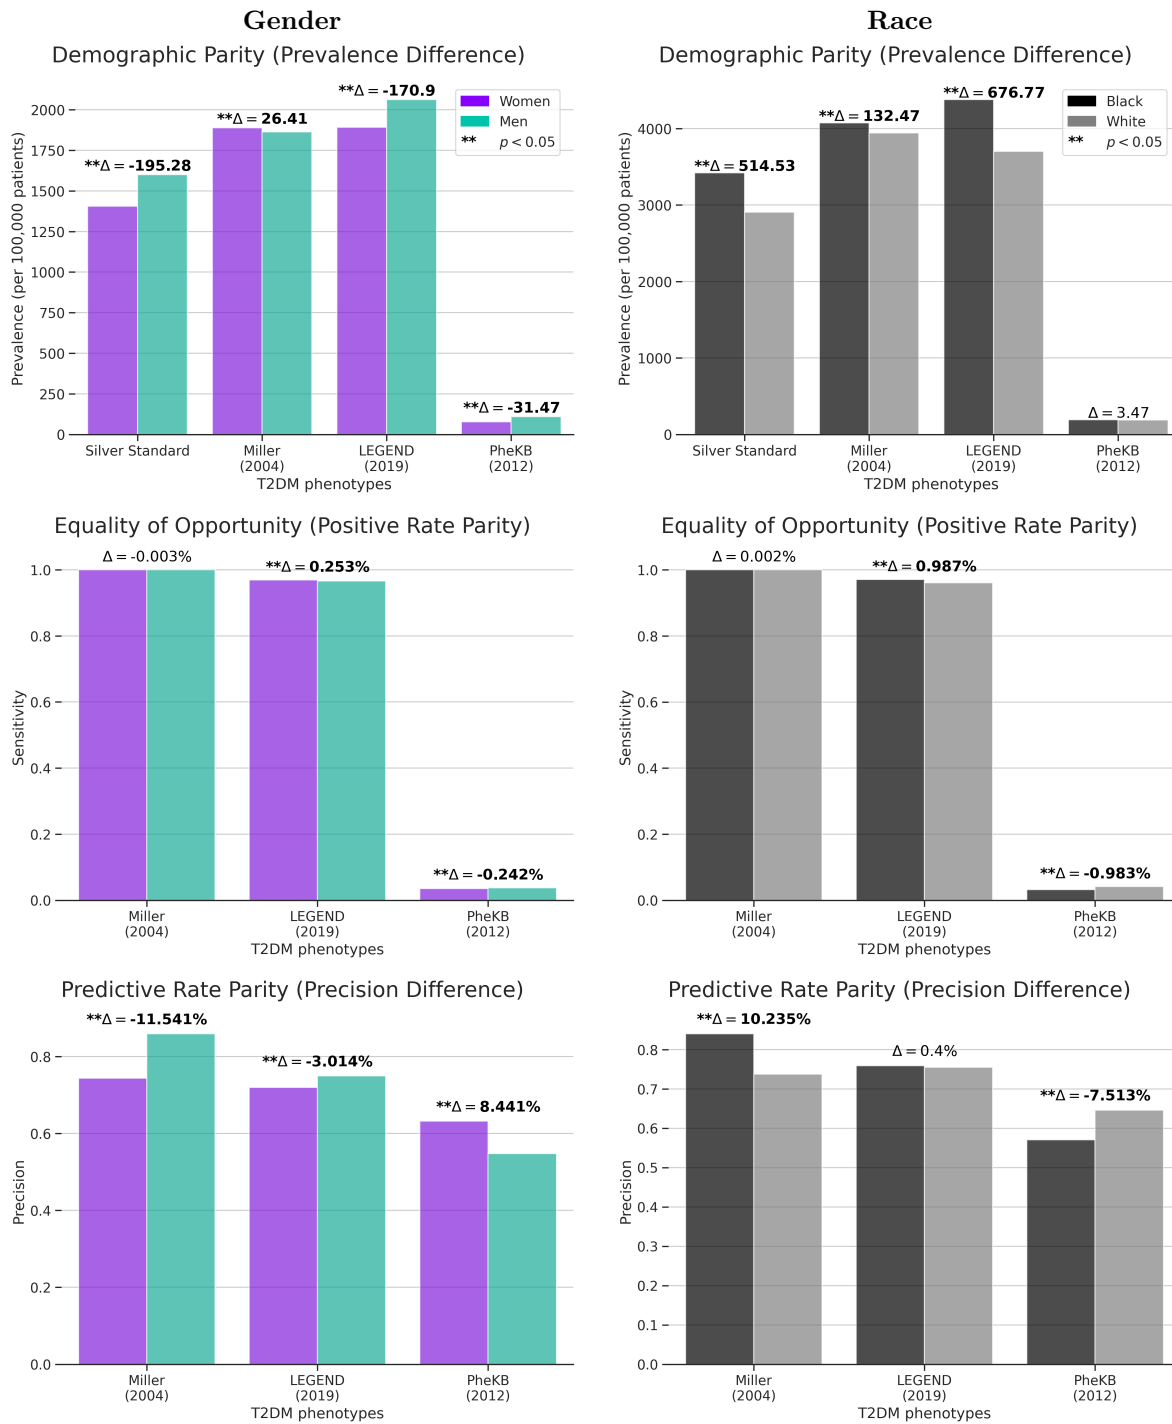 Gender
Demographic Parity (Prevalence Difference)
Prevalence (per 100,000 patients)
2000
1750
1500
1250
1000
750
500
250
0
**Δ = -195.28
**Δ = 26.41
**Δ = -170.9
**Δ = -31.47
Women
Men
** p < 0.05
Silver Standard
Miller
(2004)
LEGEND
(2019)
PheKB
(2012)
T2DM phenotypes
Race
Demographic Parity (Prevalence Difference)
Prevalence (per 100,000 patients)
4000
3000
2000
1000
0
**Δ = 514.53
**Δ = 132.47
**Δ = 676.77
Δ = 3.47
Black
White
** p < 0.05
Silver Standard
Miller
(2004)
LEGEND
(2019)
PheKB
(2012)
T2DM phenotypes
Equality of Opportunity (Positive Rate Parity)
Sensitivity
1.0
0.8
0.6
0.4
0.2
0.0
Δ = -0.003%
**Δ = 0.253%
**Δ = -0.242%
Miller
(2004)
LEGEND
(2019)
PheKB
(2012)
T2DM phenotypes
Equality of Opportunity (Positive Rate Parity)
Sensitivity
1.0
0.8
0.6
0.4
0.2
0.0
Δ = 0.002%
**Δ = 0.987%
**Δ = -0.983%
Miller
(2004)
LEGEND
(2019)
PheKB
(2012)
T2DM phenotypes
Predictive Rate Parity (Precision Difference)
Precision
0.8
0.6
0.4
0.2
0.0
**Δ = -11.541%
**Δ = -3.014%
**Δ = 8.441%
Miller
(2004)
LEGEND
(2019)
PheKB
(2012)
T2DM phenotypes
Predictive Rate Parity (Precision Difference)
Precision
0.8
0.7
0.6
0.5
0.4
0.3
0.2
0.1
0.0
**Δ = 10.235%
Δ = 0.4%
**Δ = -7.513%
Miller
(2004)
LEGEND
(2019)
PheKB
(2012)
T2DM phenotypes